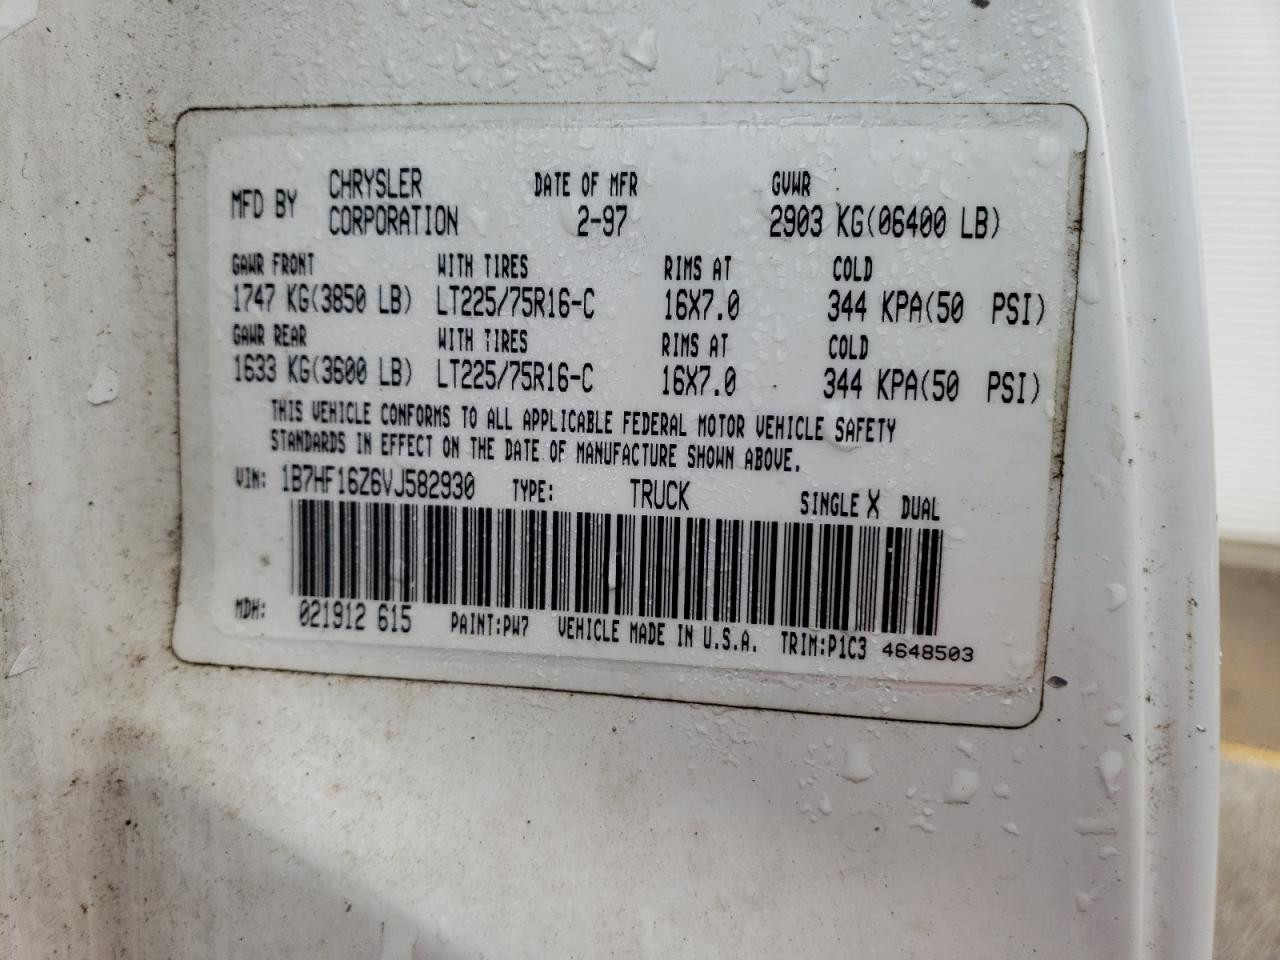 MFD BY CHRYSLER CORPORATION DATE OF MFR 2-97 GVWR 2903 KG(06400 LB)
GAWR FRONT WITH TIRES RIMS AT COLD
1747 KG(3850 LB) LT225/75R16-C 16X7.0 344 KPA(50 PSI)
GAWR REAR WITH TIRES RIMS AT COLD
1633 KG(3600 LB) LT225/75R16-C 16X7.0 344 KPA(50 PSI)
THIS VEHICLE CONFORMS TO ALL APPLICABLE FEDERAL MOTOR VEHICLE SAFETY
STANDARDS IN EFFECT ON THE DATE OF MANUFACTURE SHOWN ABOVE.
VIN: 1B7HF16Z6VJ582930 TYPE: TRUCK SINGLE X DUAL
MDH: 021912 615 PAINT:PW7 VEHICLE MADE IN U.S.A. TRIM:P1C3 4648503